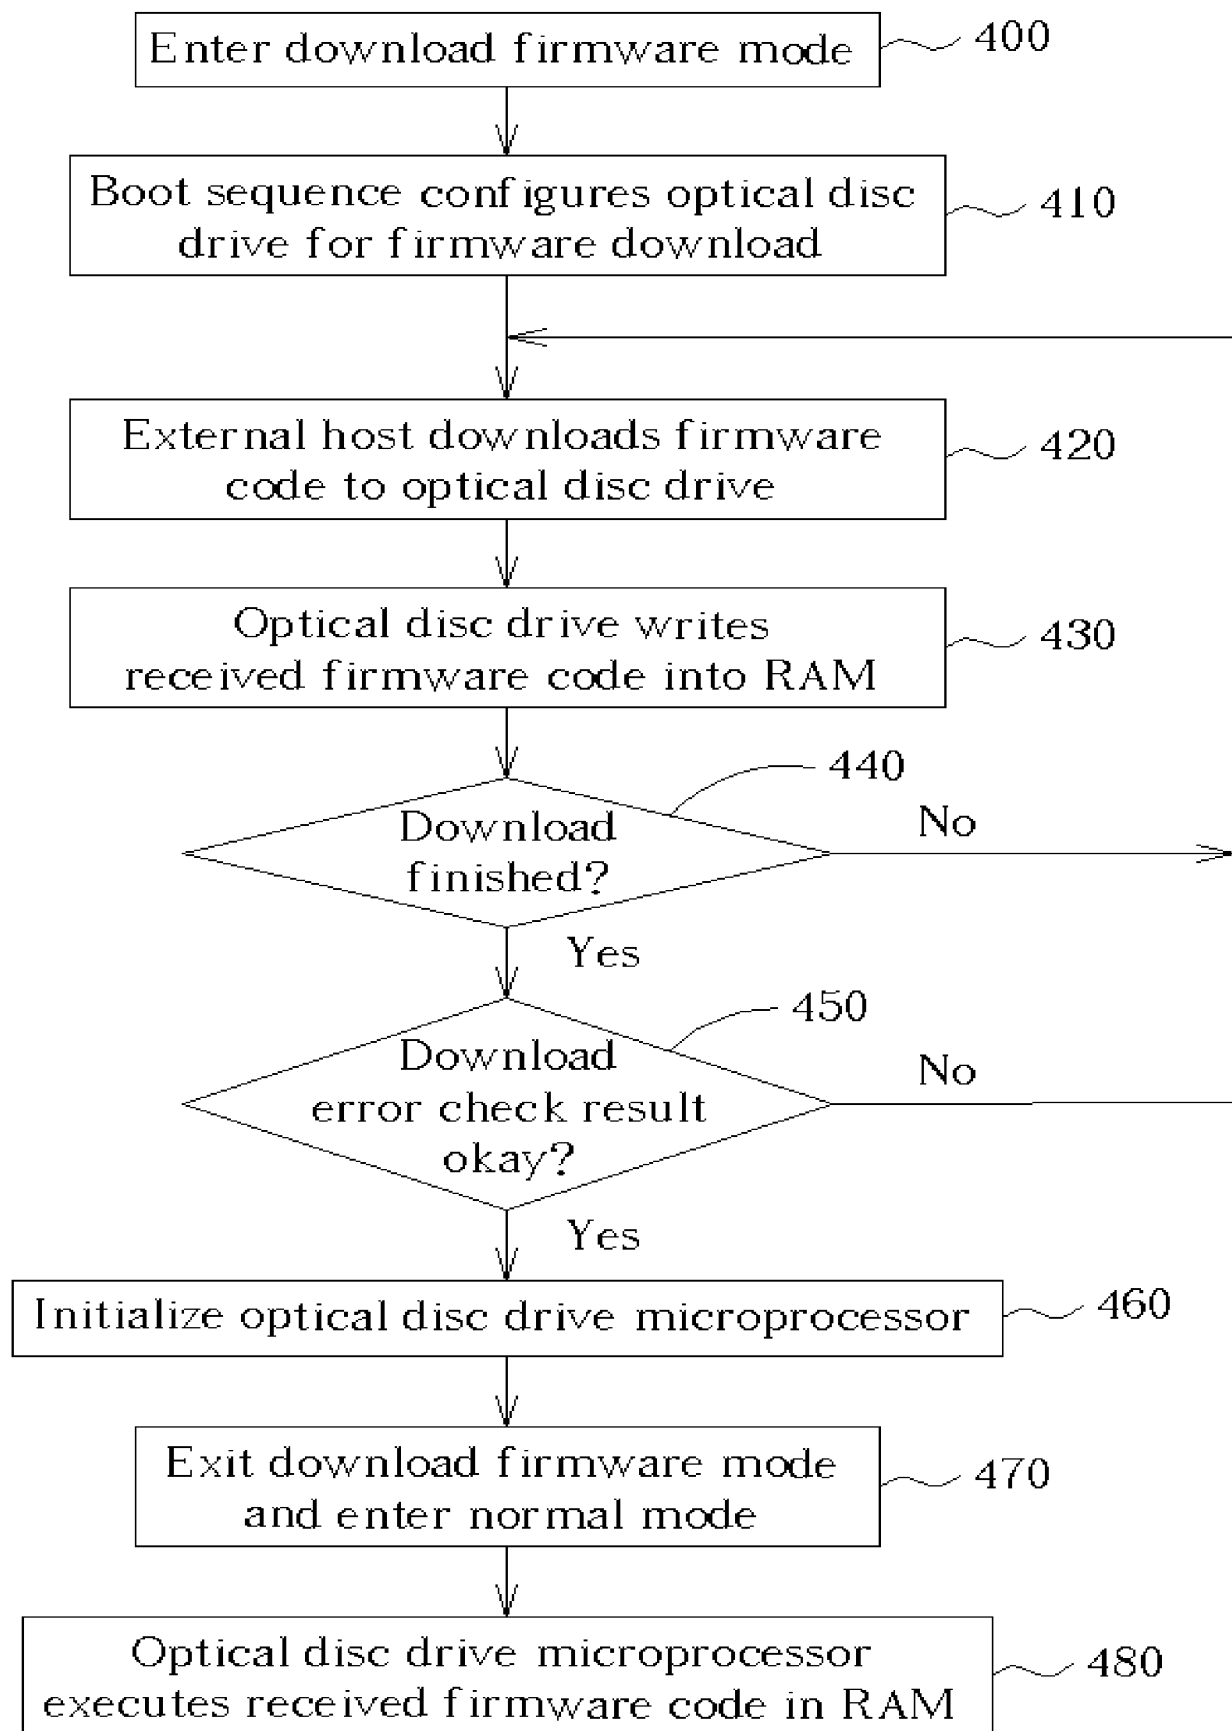 Enter download firmware mode
400
Boot sequence configures optical disc
drive for firmware download
410
External host downloads firmware
code to optical disc drive
420
Optical disc drive writes
received firmware code into RAM
430
440
Download
finished?
No
Yes
450
Download
error check result
okay?
No
Yes
Initialize optical disc drive microprocessor
460
Exit download firmware mode
and enter normal mode
470
Optical disc drive microprocessor
executes received firmware code in RAM
480